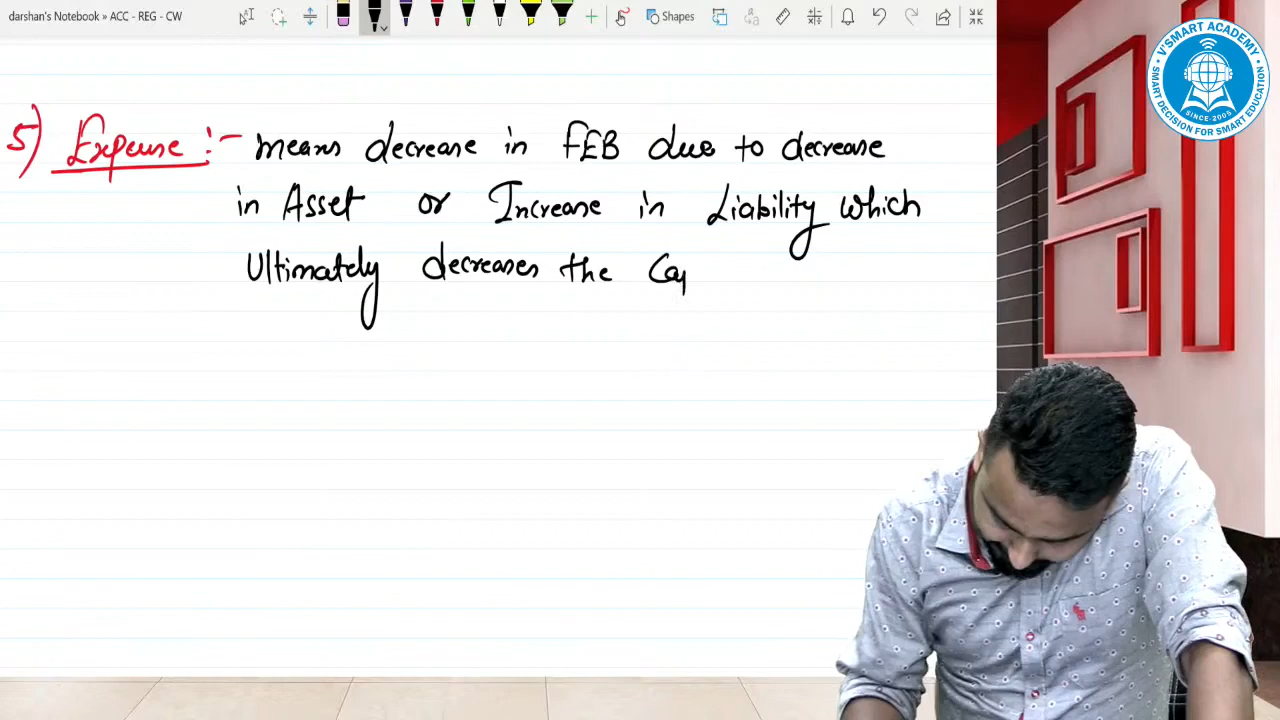 darshan's Notebook » ACC - REG - CW
Shapes
V'SMART ACADEMY
SMART DECISION FOR SMART EDUCATION
SINCE-2005
5) Expense :- means decrease in FEB due to decrease
in Asset or Increase in Liability which
Ultimately decreases the Cap